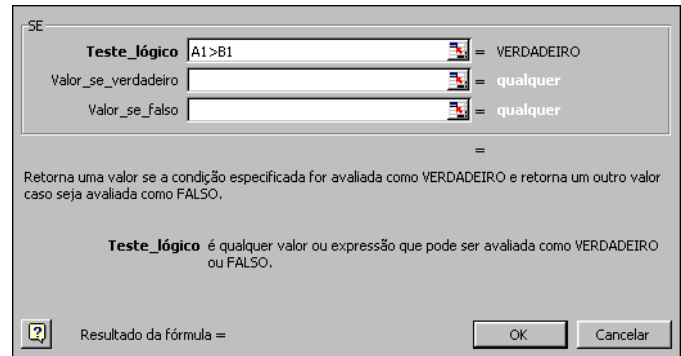 SE
Teste_lógico A1>B1 = VERDADEIRO
Valor_se_verdadeiro = qualquer
Valor_se_falso = qualquer
=
Retorna uma valor se a condição especificada for avaliada como VERDADEIRO e retorna um outro valor
caso seja avaliada como FALSO.
Teste_lógico é qualquer valor ou expressão que pode ser avaliada como VERDADEIRO
ou FALSO.
? Resultado da fórmula = OK Cancelar